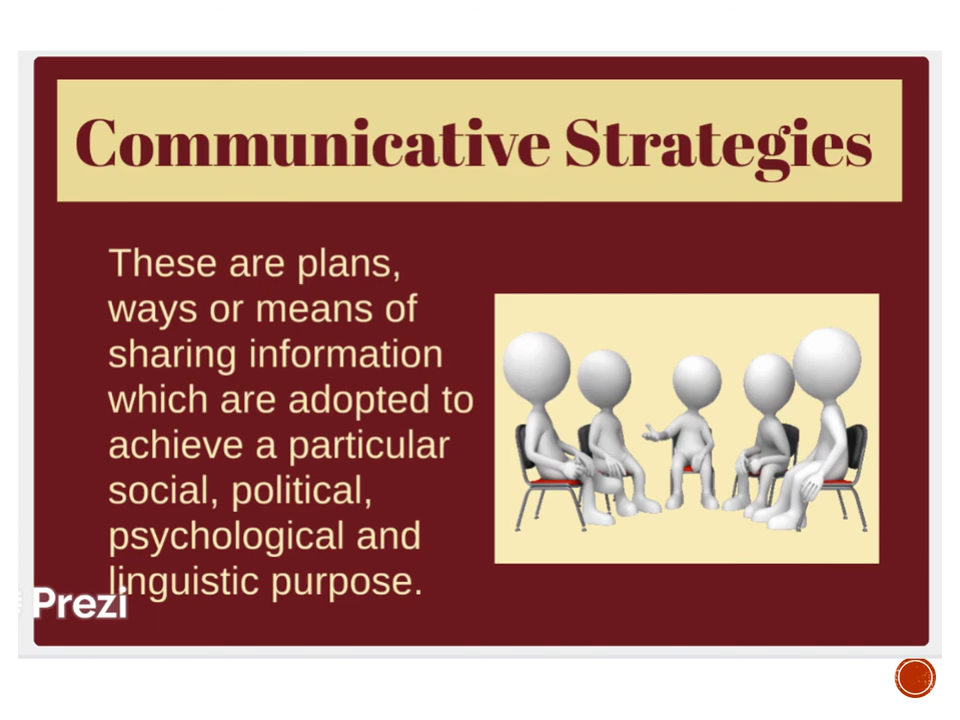 Communicative Strategies
These are plans,
ways or means of
sharing information
which are adopted to
achieve a particular
social, political,
psychological and
linguistic purpose.
Prezi